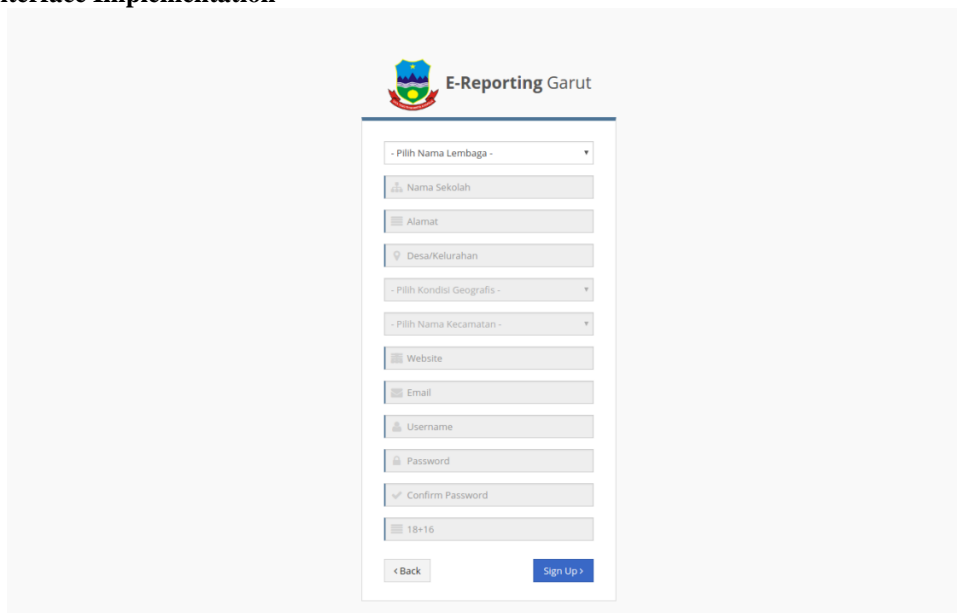 E-Reporting Garut
- Pilih Nama Lembaga -
Nama Sekolah
Alamat
Desa/Kelurahan
- Pilih Kondisi Geografis -
- Pilih Nama Kecamatan -
Website
Email
Username
Password
Confirm Password
18+16
Back
Sign Up